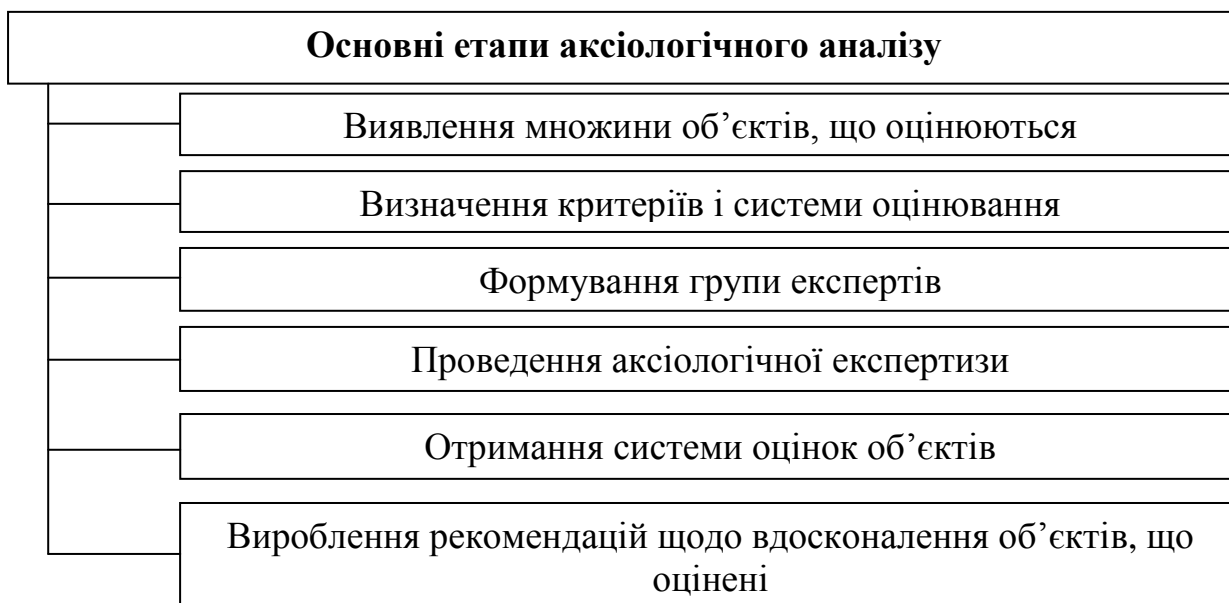 Основні етапи аксіологічного аналізу
Виявлення множини об’єктів, що оцінюються
Визначення критеріїв і системи оцінювання
Формування групи експертів
Проведення аксіологічної експертизи
Отримання системи оцінок об’єктів
Вироблення рекомендацій щодо вдосконалення об’єктів, що
оцінені